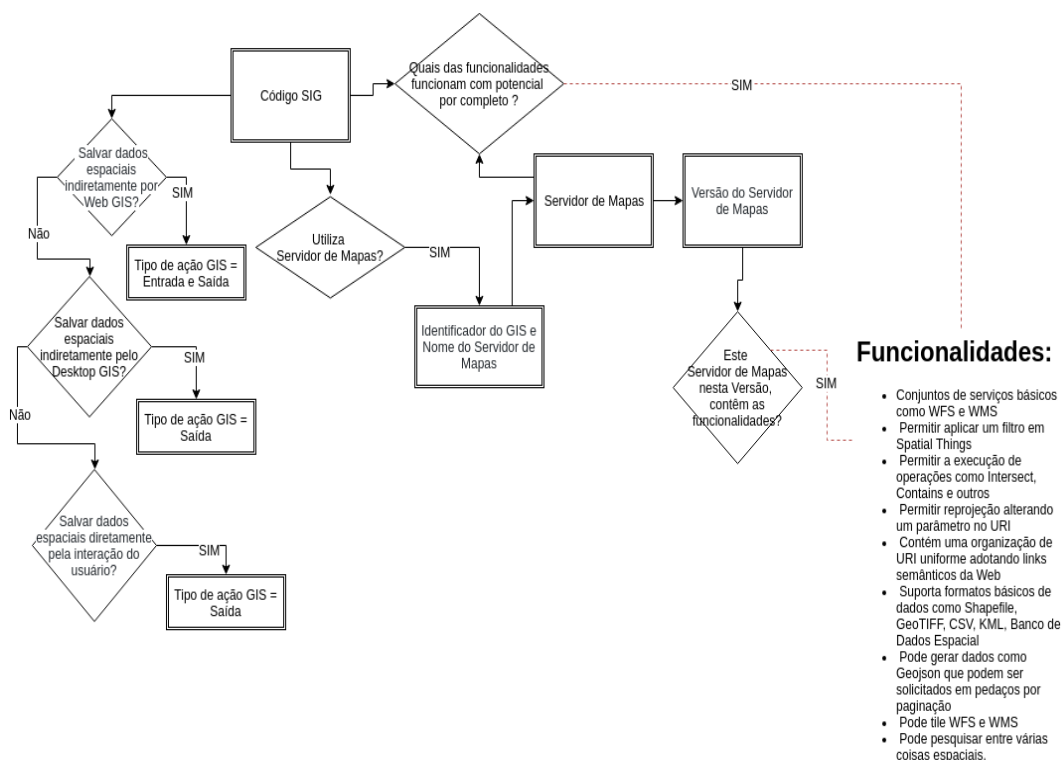 Quais das funcionalidades
funcionam com potencial
por completo ?
SIM
Código SIG
Salvar dados
espaciais
indiretamente por
Web GIS?
SIM
Não
Tipo de ação GIS =
Entrada e Saída
Utiliza
Servidor de Mapas?
SIM
Servidor de Mapas
Versão do Servidor
de Mapas
Identificador do GIS e
Nome do Servidor de
Mapas
Salvar dados
espaciais
indiretamente pelo
Desktop GIS?
SIM
Não
Tipo de ação GIS =
Saída
Este
Servidor de Mapas
nesta Versão,
contêm as
funcionalidades?
SIM
Salvar dados
espaciais diretamente
pela interação do
usuário?
SIM
Tipo de ação GIS =
Saída
Funcionalidades:
• Conjuntos de serviços básicos
como WFS e WMS
• Permitir aplicar um filtro em
Spatial Things
• Permitir a execução de
operações como Intersect,
Contains e outros
• Permitir reprojeção alterando
um parâmetro no URI
• Contém uma organização de
URI uniforme adotando links
semânticos da Web
• Suporta formatos básicos de
dados como Shapefile,
GeoTIFF, CSV, KML, Banco de
Dados Espacial
• Pode gerar dados como
Geojson que podem ser
solicitados em pedaços por
paginação
• Pode tile WFS e WMS
• Pode pesquisar entre várias
coisas espaciais.